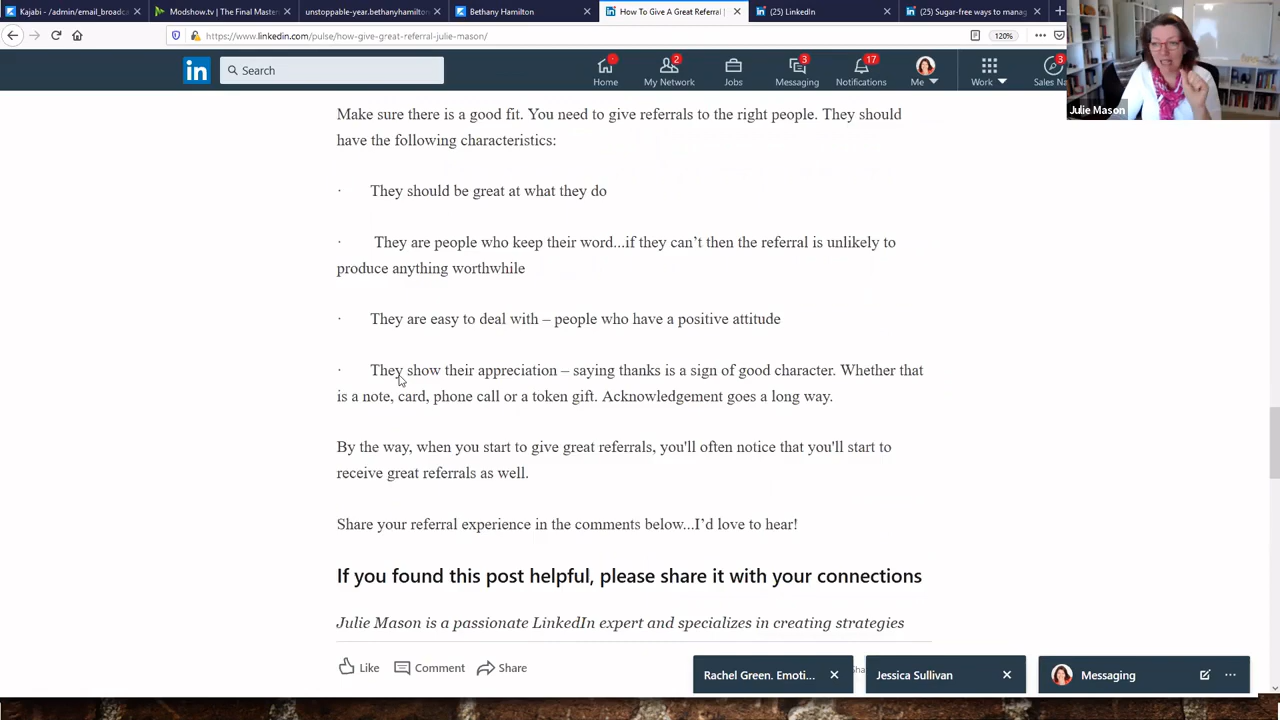 Kajabi - /admin/email_broadca
Modshow.tv | The Final Master
unstoppable-year.bethanyhamilton
Bethany Hamilton
How To Give A Great Referral |
(25) LinkedIn
(25) Sugar-free ways to manag
https://www.linkedin.com/pulse/how-give-great-referral-julie-mason/
120%
in
Search
Home
My Network
2
Jobs
Messaging
3
Notifications
17
Me
Work
Sales Na
3
Julie Mason
Make sure there is a good fit. You need to give referrals to the right people. They should
have the following characteristics:
· They should be great at what they do
· They are people who keep their word...if they can't then the referral is unlikely to
produce anything worthwhile
· They are easy to deal with – people who have a positive attitude
· They show their appreciation – saying thanks is a sign of good character. Whether that
is a note, card, phone call or a token gift. Acknowledgement goes a long way.
By the way, when you start to give great referrals, you'll often notice that you'll start to
receive great referrals as well.
Share your referral experience in the comments below...I'd love to hear!
If you found this post helpful, please share it with your connections
Julie Mason is a passionate LinkedIn expert and specializes in creating strategies
Like
Comment
Share
Rachel Green. Emoti...
Jessica Sullivan
Messaging